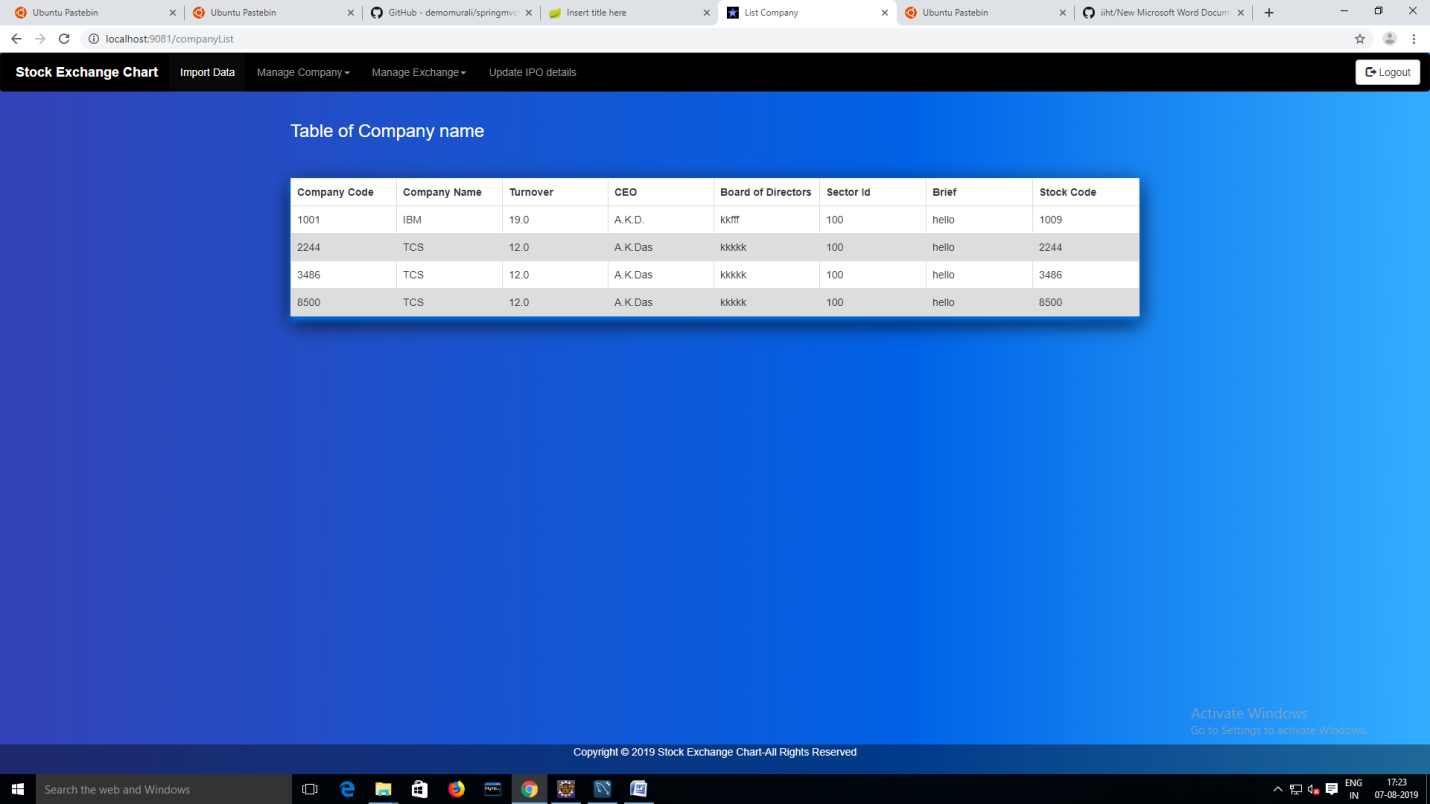 Ubuntu Pastebin Ubuntu Pastebin GitHub - demomurali/springmvc Insert title here List Company Ubuntu Pastebin iiht/New Microsoft Word Docum
localhost:9081/companyList
Stock Exchange Chart Import Data Manage Company Manage Exchange Update IPO details Logout
Table of Company name
Company Code Company Name Turnover CEO Board of Directors Sector Id Brief Stock Code
1001 IBM 19.0 A.K.D. kkfff 100 hello 1009
2244 TCS 12.0 A.K.Das kkkkk 100 hello 2244
3486 TCS 12.0 A.K.Das kkkkk 100 hello 3486
8500 TCS 12.0 A.K.Das kkkkk 100 hello 8500
Activate Windows
Go to Settings to activate Windows.
Copyright © 2019 Stock Exchange Chart-All Rights Reserved
Search the web and Windows
ENG 17:23
IN 07-08-2019